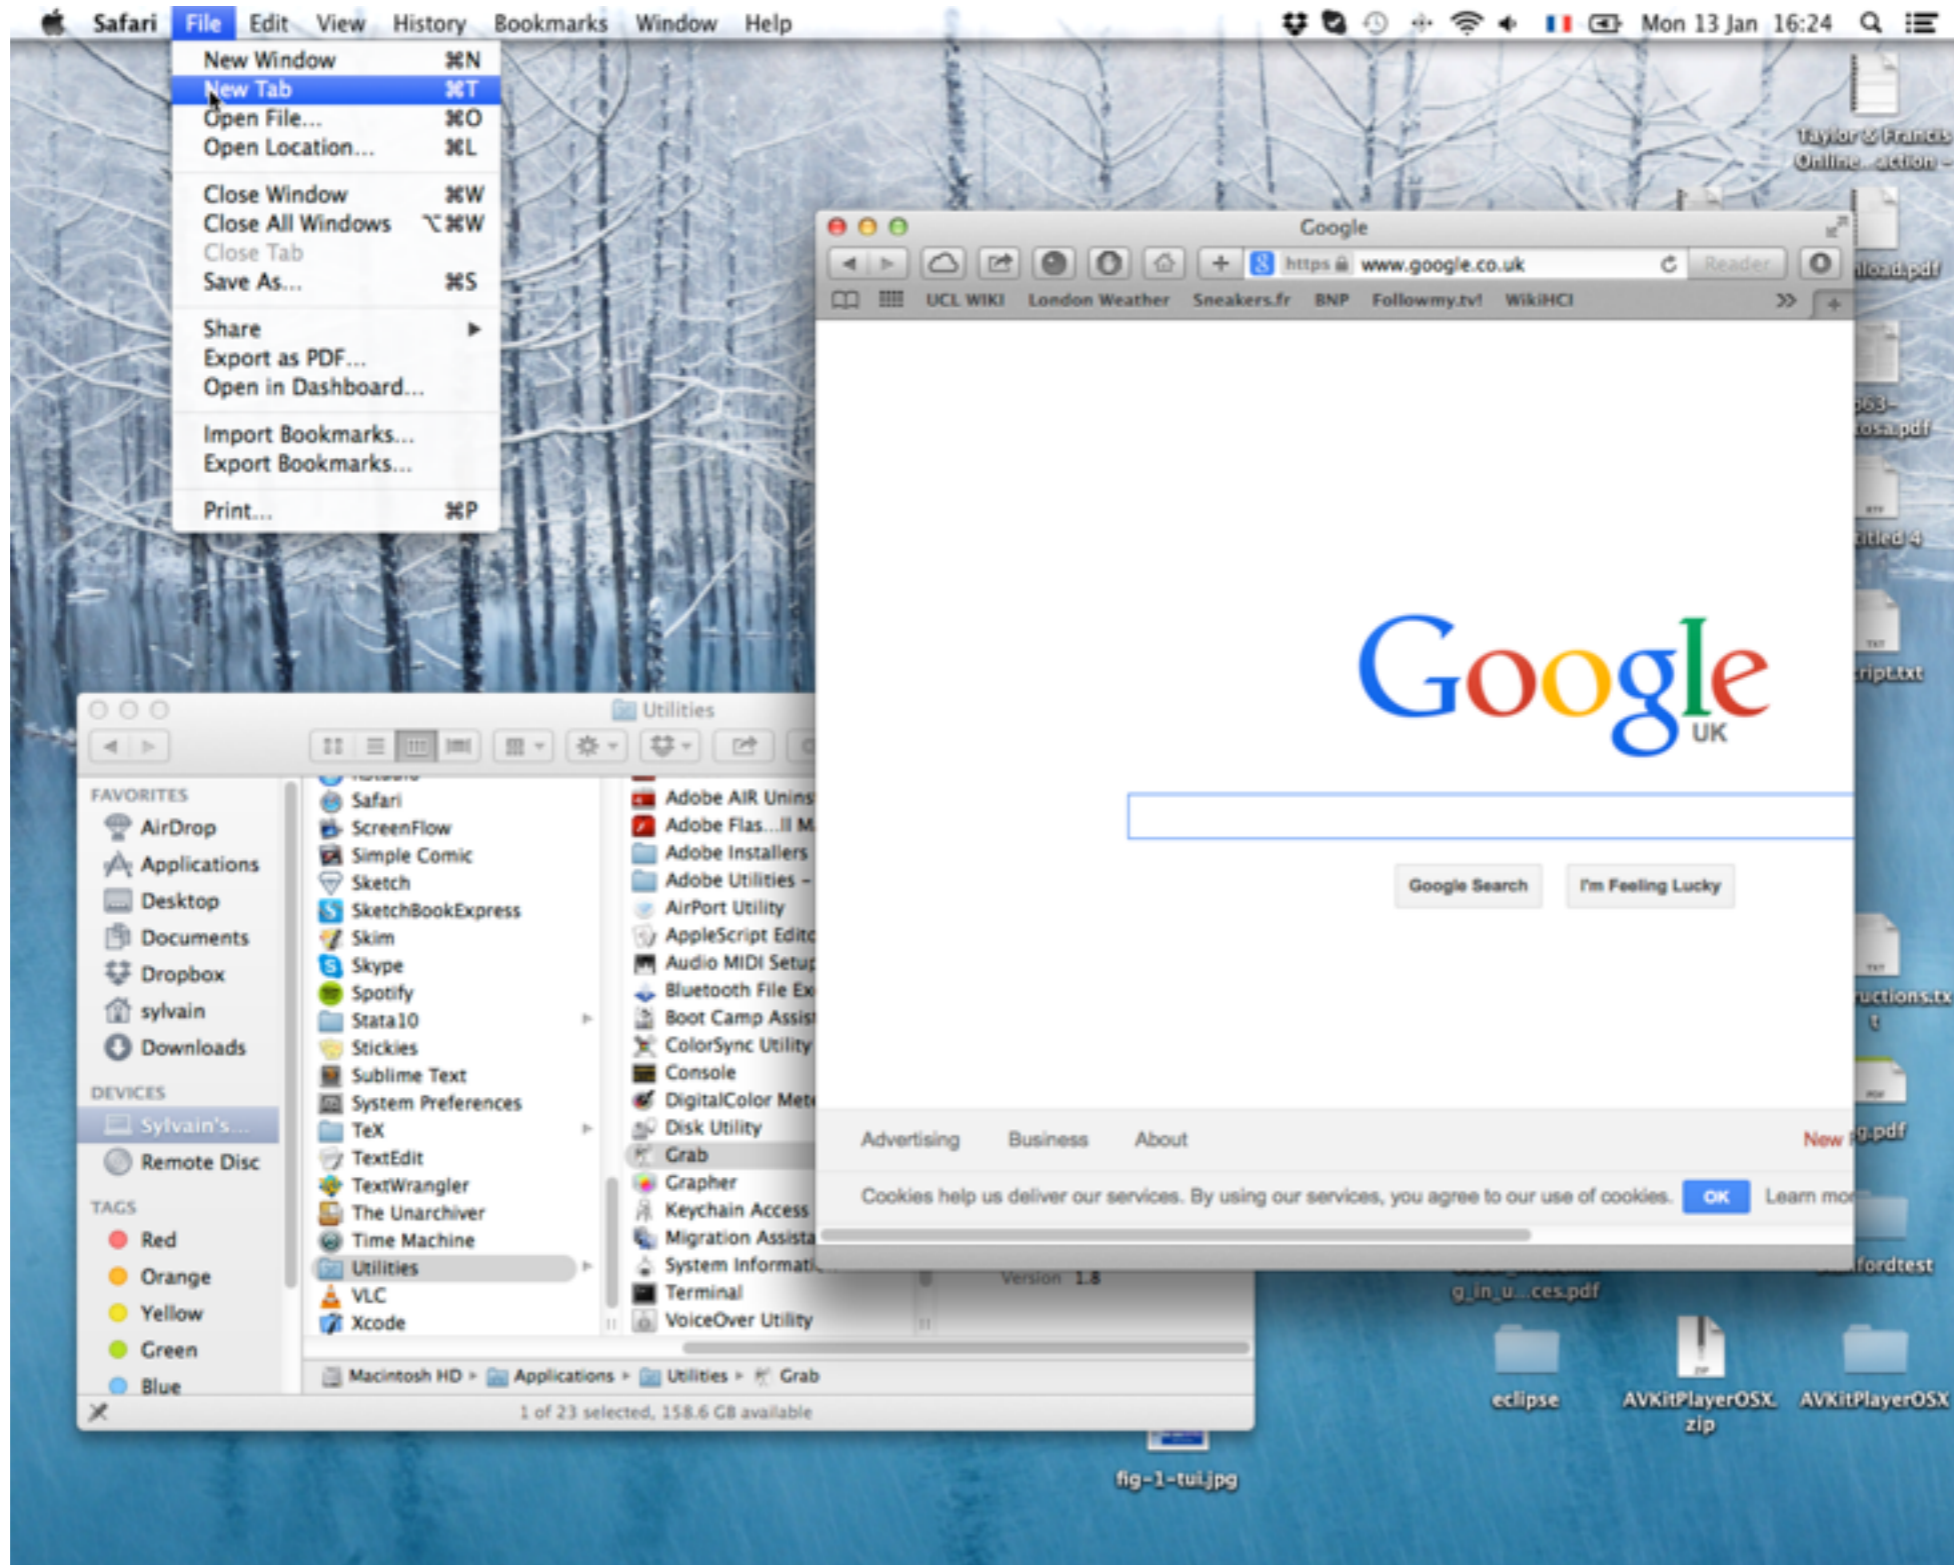 Safari File Edit View History Bookmarks Window Help Mon 13 Jan 16:24
New Window ⌘N
New Tab ⌘T
Open File... ⌘O
Open Location... ⌘L
Close Window ⌘W
Close All Windows ⌥⌘W
Close Tab
Save As... ⌘S
Share
Export as PDF...
Open in Dashboard...
Import Bookmarks...
Export Bookmarks...
Print... ⌘P
Google
https www.google.co.uk Reader
UCL WIKI London Weather Sneakers.fr BNP Followmy.tv! WikiHCI
Google
UK
Google Search I'm Feeling Lucky
Advertising Business About New
Cookies help us deliver our services. By using our services, you agree to our use of cookies. OK Learn mor
Utilities
FAVORITES
AirDrop
Applications
Desktop
Documents
Dropbox
sylvain
Downloads
DEVICES
Sylvain's...
Remote Disc
TAGS
Red
Orange
Yellow
Green
Blue
Safari
ScreenFlow
Simple Comic
Sketch
SketchBookExpress
Skim
Skype
Spotify
Stata10
Stickies
Sublime Text
System Preferences
TeX
TextEdit
TextWrangler
The Unarchiver
Time Machine
Utilities
VLC
Xcode
Adobe AIR Unins
Adobe Flas...ll M
Adobe Installers
Adobe Utilities –
AirPort Utility
AppleScript Edito
Audio MIDI Setup
Bluetooth File Ex
Boot Camp Assist
ColorSync Utility
Console
DigitalColor Mete
Disk Utility
Grab
Grapher
Keychain Access
Migration Assista
System Informati
Terminal
VoiceOver Utility
Version 1.8
Macintosh HD Applications Utilities Grab
1 of 23 selected, 158.6 GB available
Taylor & Francis
Online...action –
nload.pdf
osa.pdf
titled 4
cript.txt
ructions.tx
t
g.pdf
fordtest
g_in_u...ces.pdf
eclipse
AVKitPlayerOSX.
zip
AVKitPlayerOSX
fig-1-tui.jpg